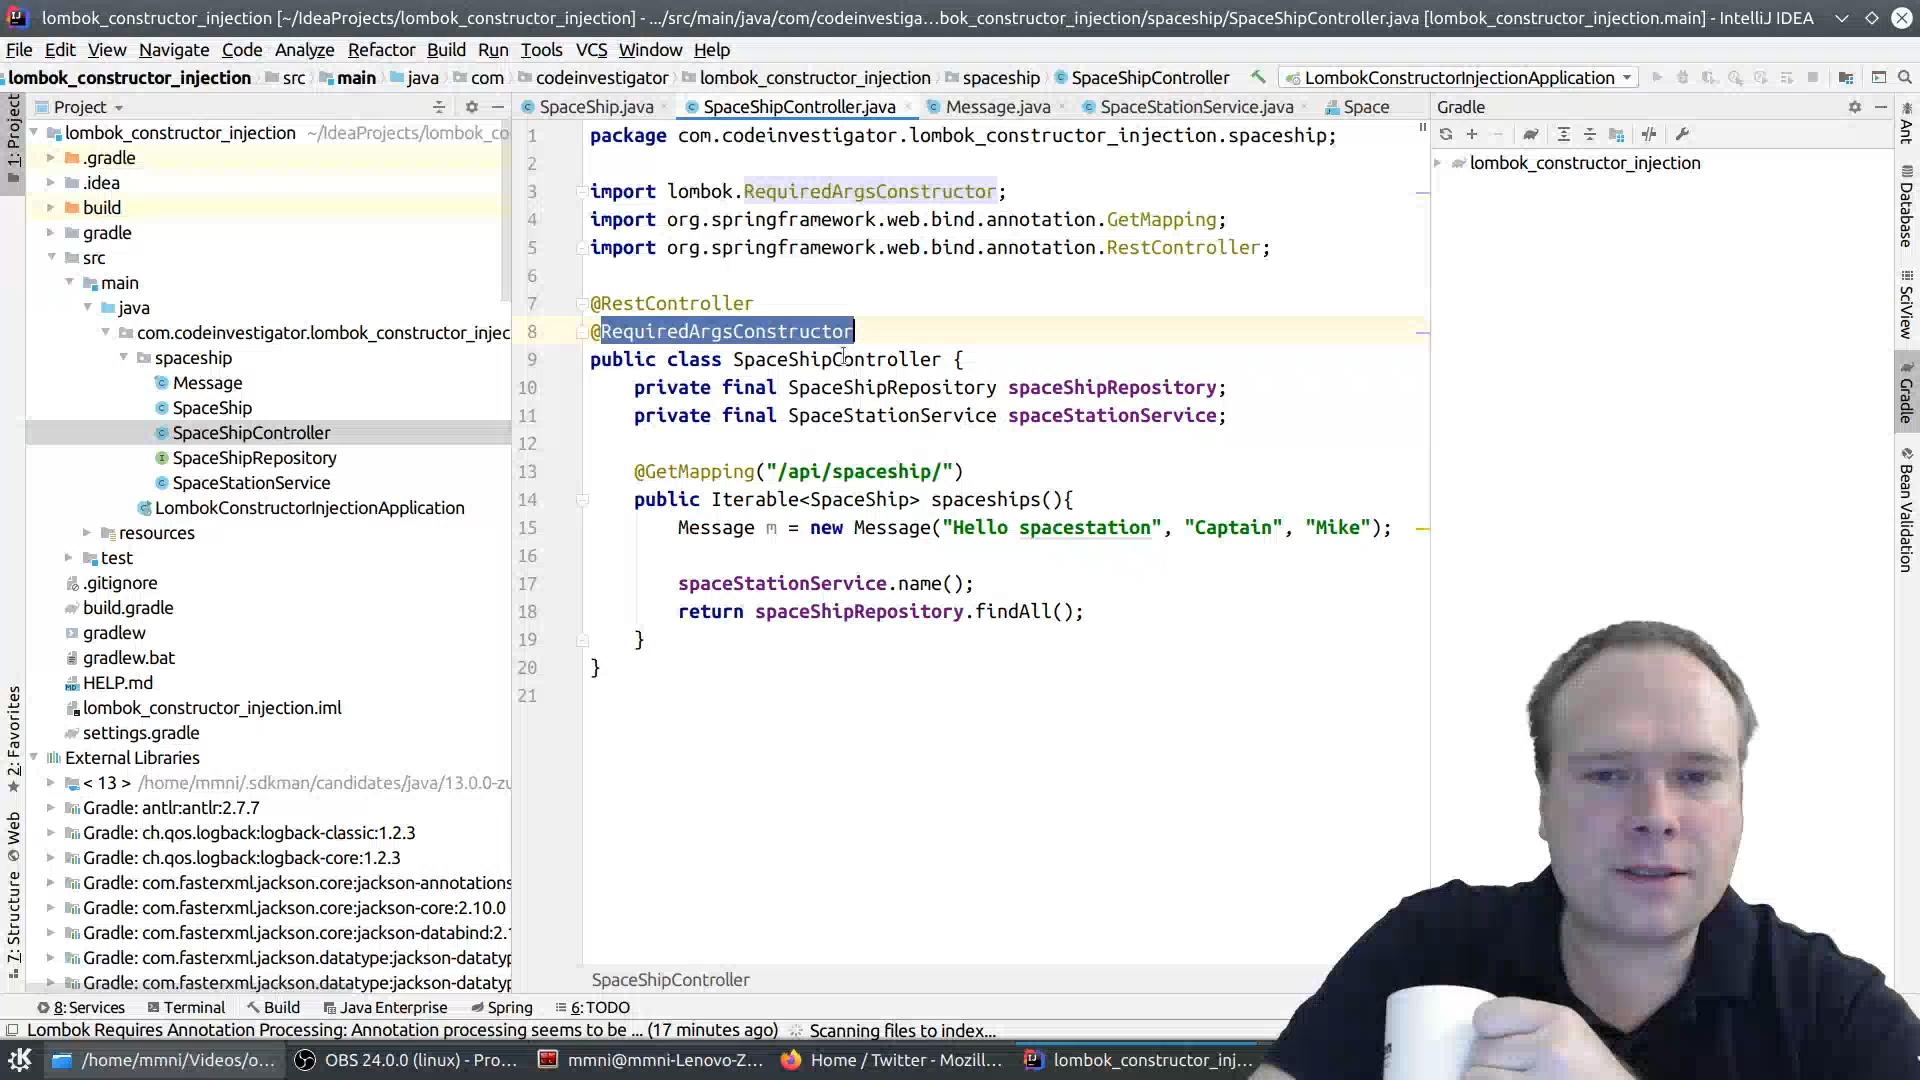 lombok_constructor_injection [~/IdeaProjects/lombok_constructor_injection] - .../src/main/java/com/codeinvestiga...bok_constructor_injection/spaceship/SpaceShipController.java [lombok_constructor_injection.main] - IntelliJ IDEA
File Edit View Navigate Code Analyze Refactor Build Run Tools VCS Window Help
lombok_constructor_injection src main java com codeinvestigator lombok_constructor_injection spaceship SpaceShipController LombokConstructorInjectionApplication
1: Project
2: Favorites
Web
7: Structure
Project
lombok_constructor_injection ~/IdeaProjects/lombok_co
.gradle
.idea
build
gradle
src
main
java
com.codeinvestigator.lombok_constructor_injec
spaceship
Message
SpaceShip
SpaceShipController
SpaceShipRepository
SpaceStationService
LombokConstructorInjectionApplication
resources
test
.gitignore
build.gradle
gradlew
gradlew.bat
HELP.md
lombok_constructor_injection.iml
settings.gradle
External Libraries
< 13 > /home/mmni/.sdkman/candidates/java/13.0.0-zu
Gradle: antlr:antlr:2.7.7
Gradle: ch.qos.logback:logback-classic:1.2.3
Gradle: ch.qos.logback:logback-core:1.2.3
Gradle: com.fasterxml.jackson.core:jackson-annotations
Gradle: com.fasterxml.jackson.core:jackson-core:2.10.0
Gradle: com.fasterxml.jackson.core:jackson-databind:2.
Gradle: com.fasterxml.jackson.datatype:jackson-datatyp
Gradle: com.fasterxml.jackson.datatype:jackson-datatyp
SpaceShip.java SpaceShipController.java Message.java SpaceStationService.java Space
1 package com.codeinvestigator.lombok_constructor_injection.spaceship;
2
3 import lombok.RequiredArgsConstructor;
4 import org.springframework.web.bind.annotation.GetMapping;
5 import org.springframework.web.bind.annotation.RestController;
6
7 @RestController
8 @RequiredArgsConstructor
9 public class SpaceShipController {
10 private final SpaceShipRepository spaceShipRepository;
11 private final SpaceStationService spaceStationService;
12
13 @GetMapping("/api/spaceship/")
14 public Iterable<SpaceShip> spaceships(){
15 Message m = new Message("Hello spacestation", "Captain", "Mike");
16
17 spaceStationService.name();
18 return spaceShipRepository.findAll();
19 }
20 }
21
SpaceShipController
Gradle
lombok_constructor_injection
Ant
Database
SciView
Gradle
Bean Validation
8: Services Terminal Build Java Enterprise Spring 6: TODO
Lombok Requires Annotation Processing: Annotation processing seems to be ... (17 minutes ago) Scanning files to index...
/home/mmni/Videos/o... OBS 24.0.0 (linux) - Pro... mmni@mmni-Lenovo-Z... Home / Twitter - Mozill... lombok_constructor_inj...